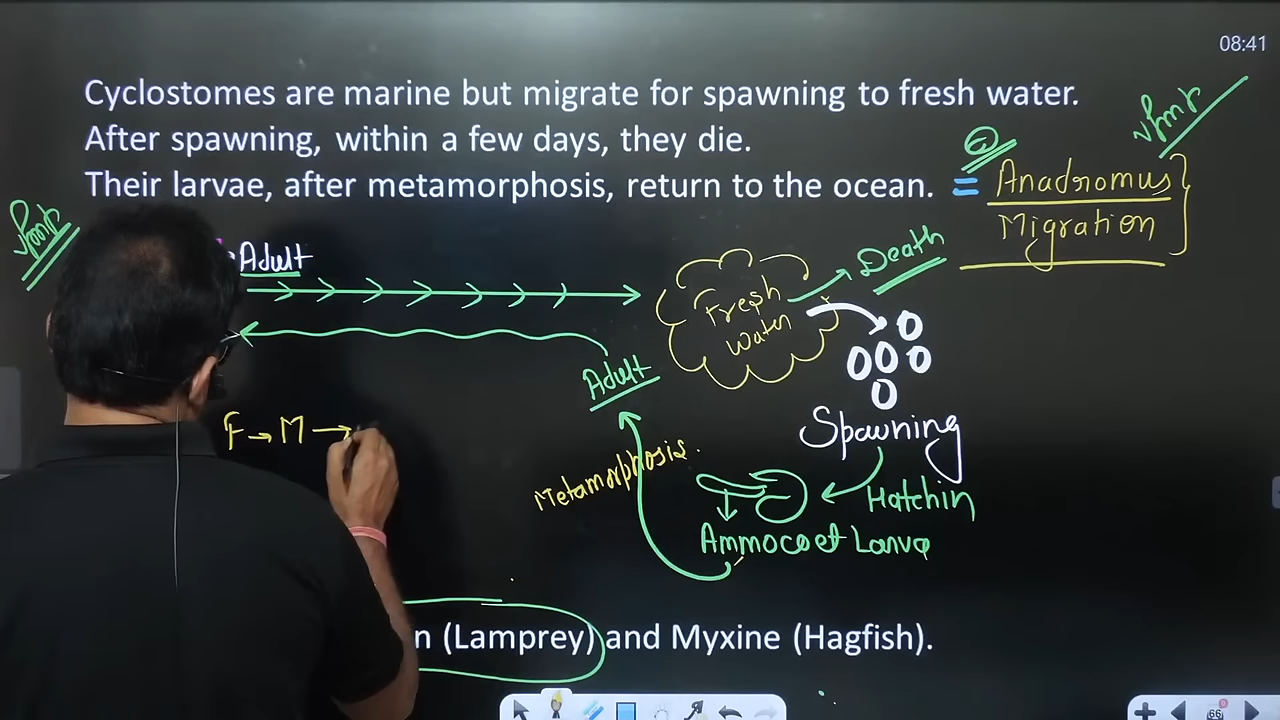 08:41
Cyclostomes are marine but migrate for spawning to fresh water.
After spawning, within a few days, they die.
Their larvae, after metamorphosis, return to the ocean. = Anadromus
Migration
Adult
Death
Fresh
Water
Adult
F → M →
Spawning
Metamorphosis.
Hatchin
Ammocoet Larva
n (Lamprey) and Myxine (Hagfish).
66